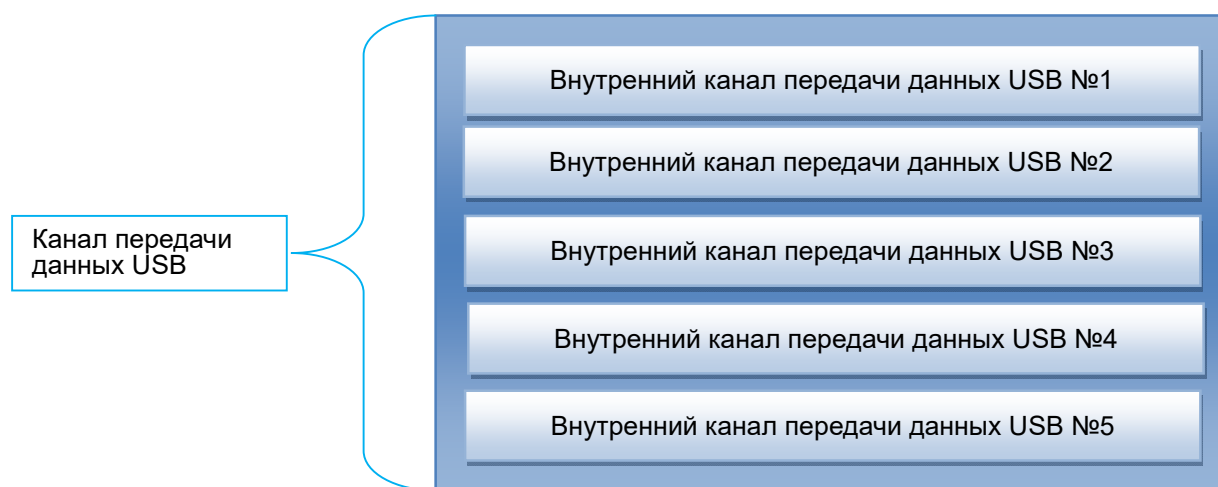 Внутренний канал передачи данных USB №1
Внутренний канал передачи данных USB №2
Канал передачи
данных USB
Внутренний канал передачи данных USB №3
Внутренний канал передачи данных USB №4
Внутренний канал передачи данных USB №5